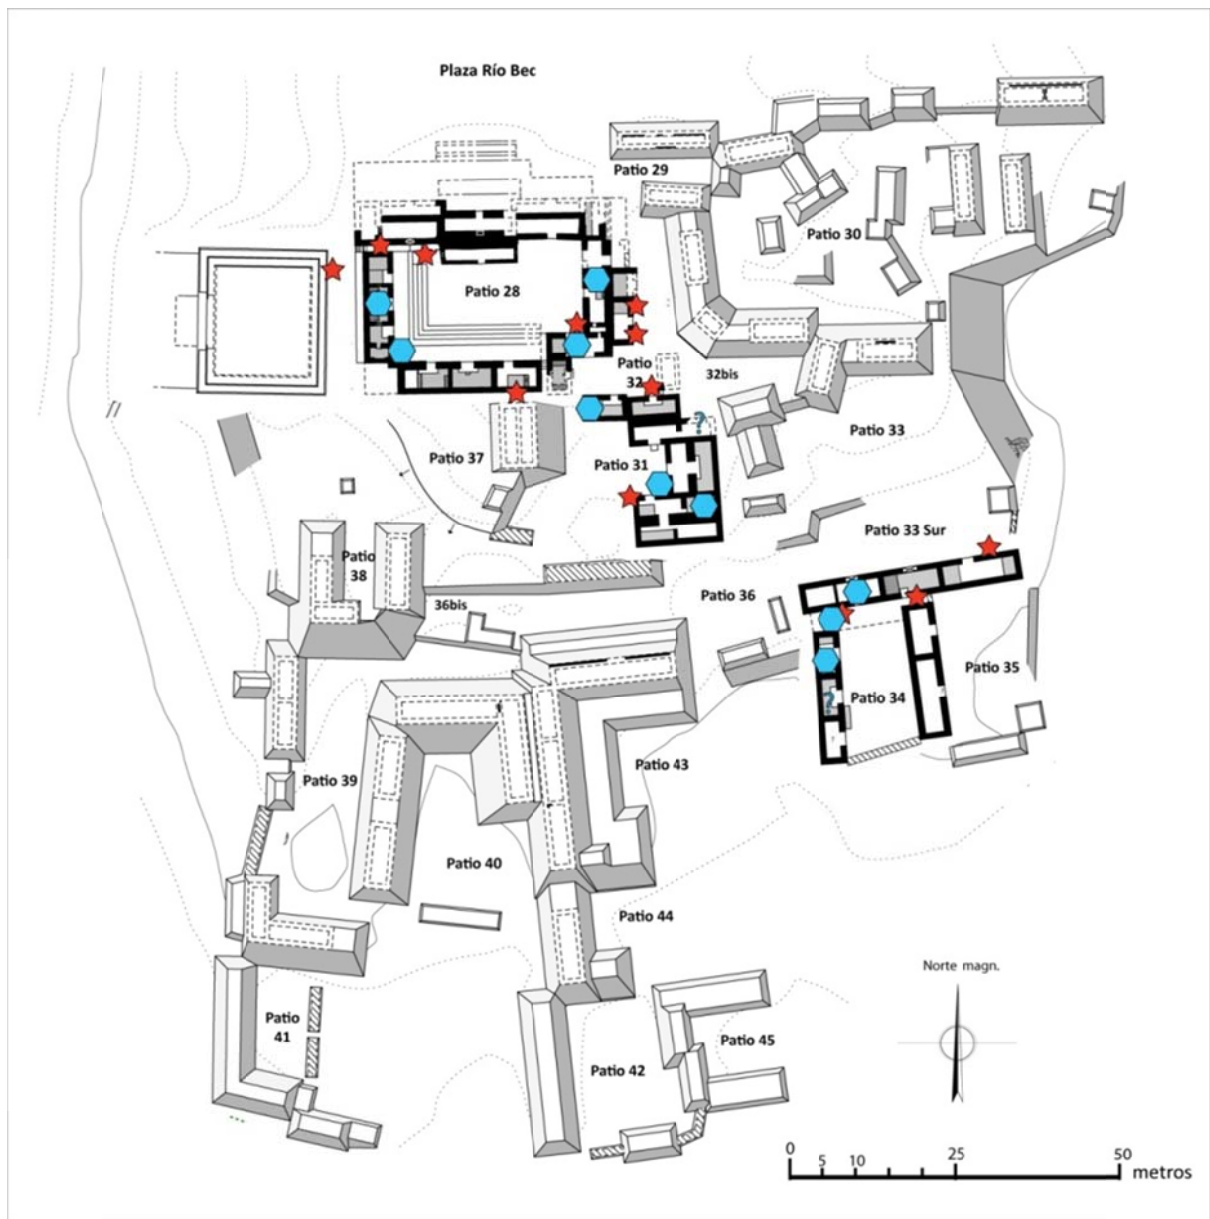 Plaza Río Bec
Patio 29
Patio 30
Patio 28
Patio
32
32bis
?
Patio 33
Patio 37
Patio 31
Patio 33 Sur
Patio
38
36bis
Patio 36
Patio 35
Patio 34
?
Patio 43
Patio 39
Patio 40
Patio 44
Norte magn.
Patio
41
Patio 45
Patio 42
0
5
10
25
50
metros